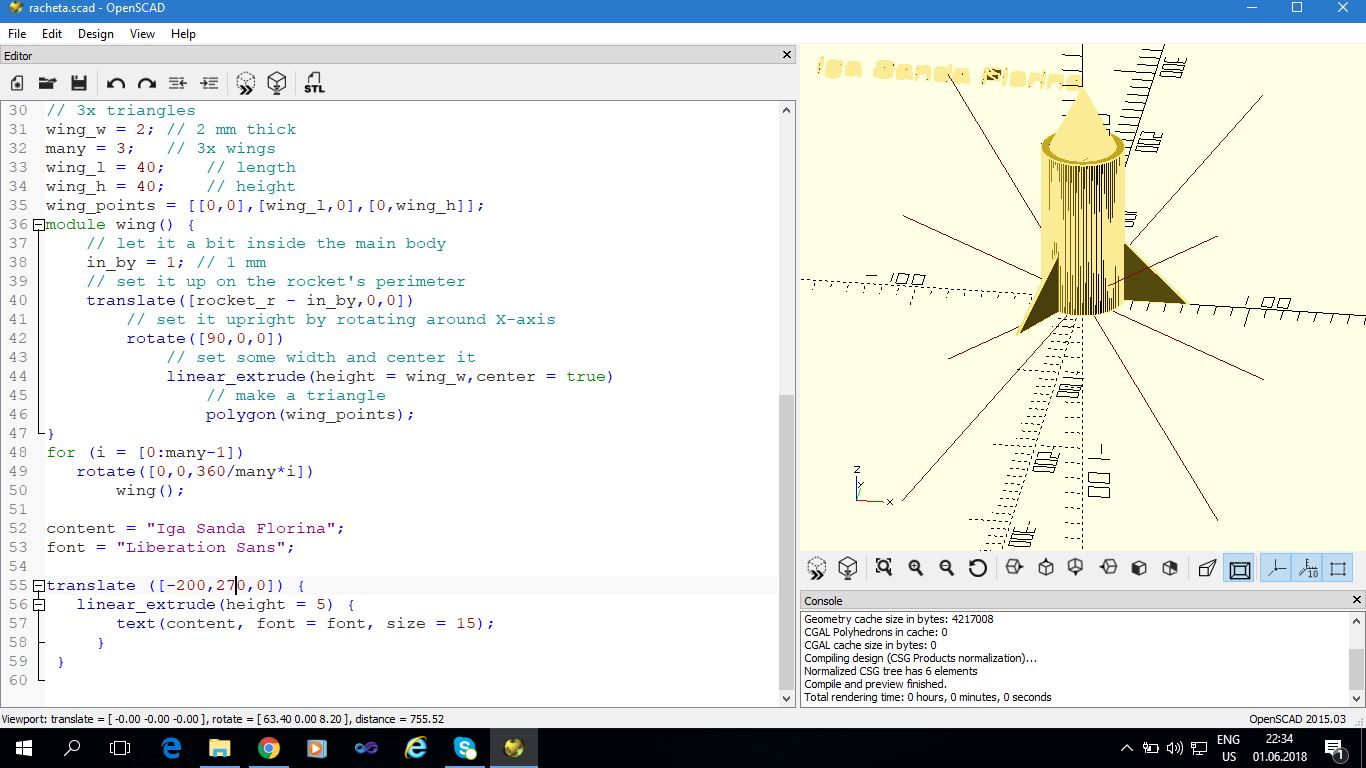 racheta.scad - OpenSCAD
File Edit Design View Help
Editor
STL
30 // 3x triangles
31 wing_w = 2; // 2 mm thick
32 many = 3;   // 3x wings
33 wing_l = 40;    // length
34 wing_h = 40;    // height
35 wing_points = [[0,0],[wing_l,0],[0,wing_h]];
36 module wing() {
37     // let it a bit inside the main body
38     in_by = 1; // 1 mm
39     // set it up on the rocket's perimeter
40     translate([rocket_r - in_by,0,0])
41         // set it upright by rotating around X-axis
42         rotate([90,0,0])
43             // set some width and center it
44             linear_extrude(height = wing_w,center = true)
45                 // make a triangle
46                 polygon(wing_points);
47 }
48 for (i = [0:many-1])
49    rotate([0,0,360/many*i])
50        wing();
51
52 content = "Iga Sanda Florina";
53 font = "Liberation Sans";
54
55 translate ([-200,270,0]) {
56    linear_extrude(height = 5) {
57        text(content, font = font, size = 15);
58      }
59  }
60
Iga Sanda Florina
-100
100
-100
z
y
x
10
Console
Geometry cache size in bytes: 4217008
CGAL Polyhedrons in cache: 0
CGAL cache size in bytes: 0
Compiling design (CSG Products normalization)...
Normalized CSG tree has 6 elements
Compile and preview finished.
Total rendering time: 0 hours, 0 minutes, 0 seconds
Viewport: translate = [ -0.00 -0.00 -0.00 ], rotate = [ 63.40 0.00 8.20 ], distance = 755.52
OpenSCAD 2015.03
ENG
US
22:34
01.06.2018
1